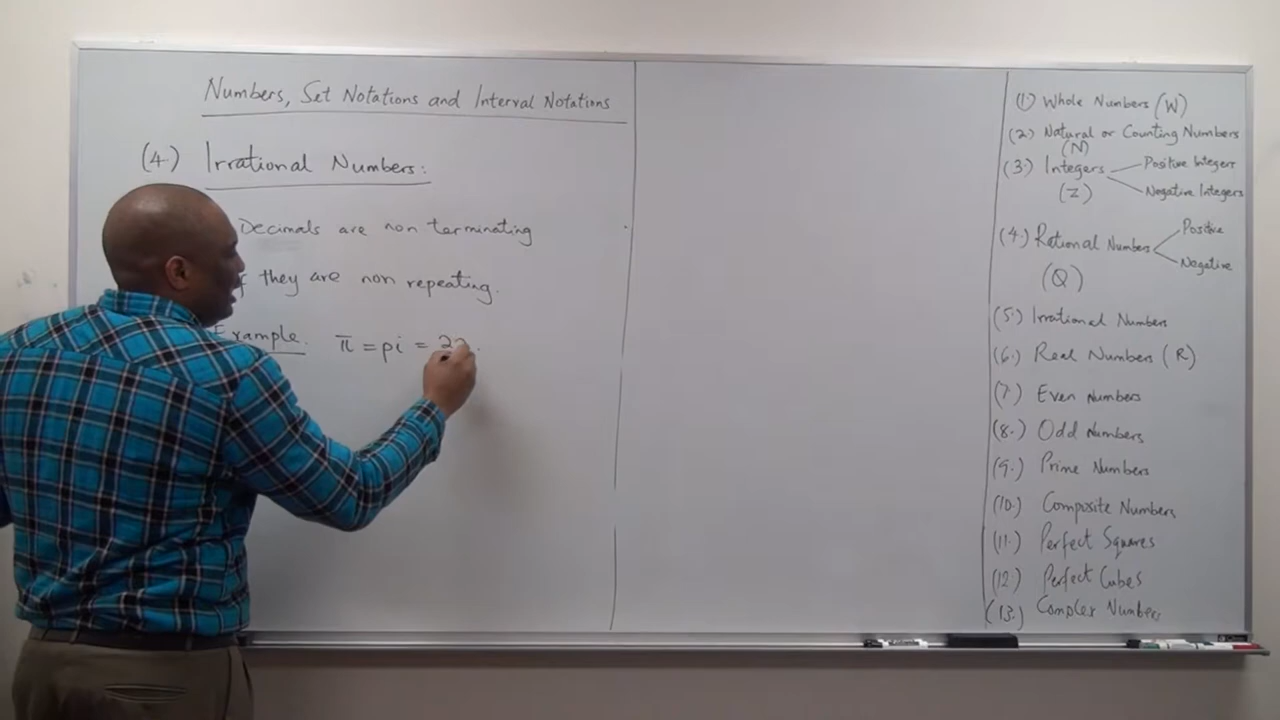 Numbers, Set Notations and Interval Notations
(4.) Irrational Numbers:
Decimals are non terminating
they are non repeating.
Example. π = pi = 22
(1) Whole Numbers (W)
(2.) Natural or Counting Numbers
(N)
(3.) Integers
Positive Integers
Negative Integers
(Z)
(4.) Rational Numbers
Positive
Negative
(Q)
(5.) Irrational Numbers
(6.) Real Numbers (R)
(7.) Even Numbers
(8.) Odd Numbers
(9.) Prime Numbers
(10.) Composite Numbers
(11.) Perfect Squares
(12.) Perfect Cubes
(13.) Complex Numbers